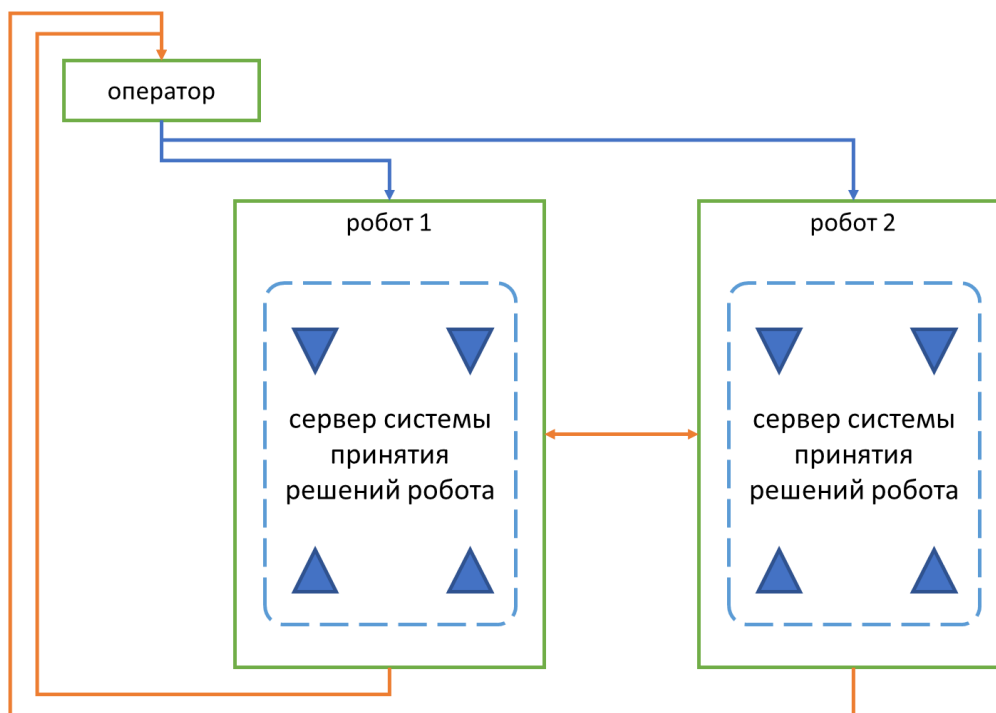 оператор
робот 1
робот 2
сервер системы
принятия
решений робота
сервер системы
принятия
решений робота